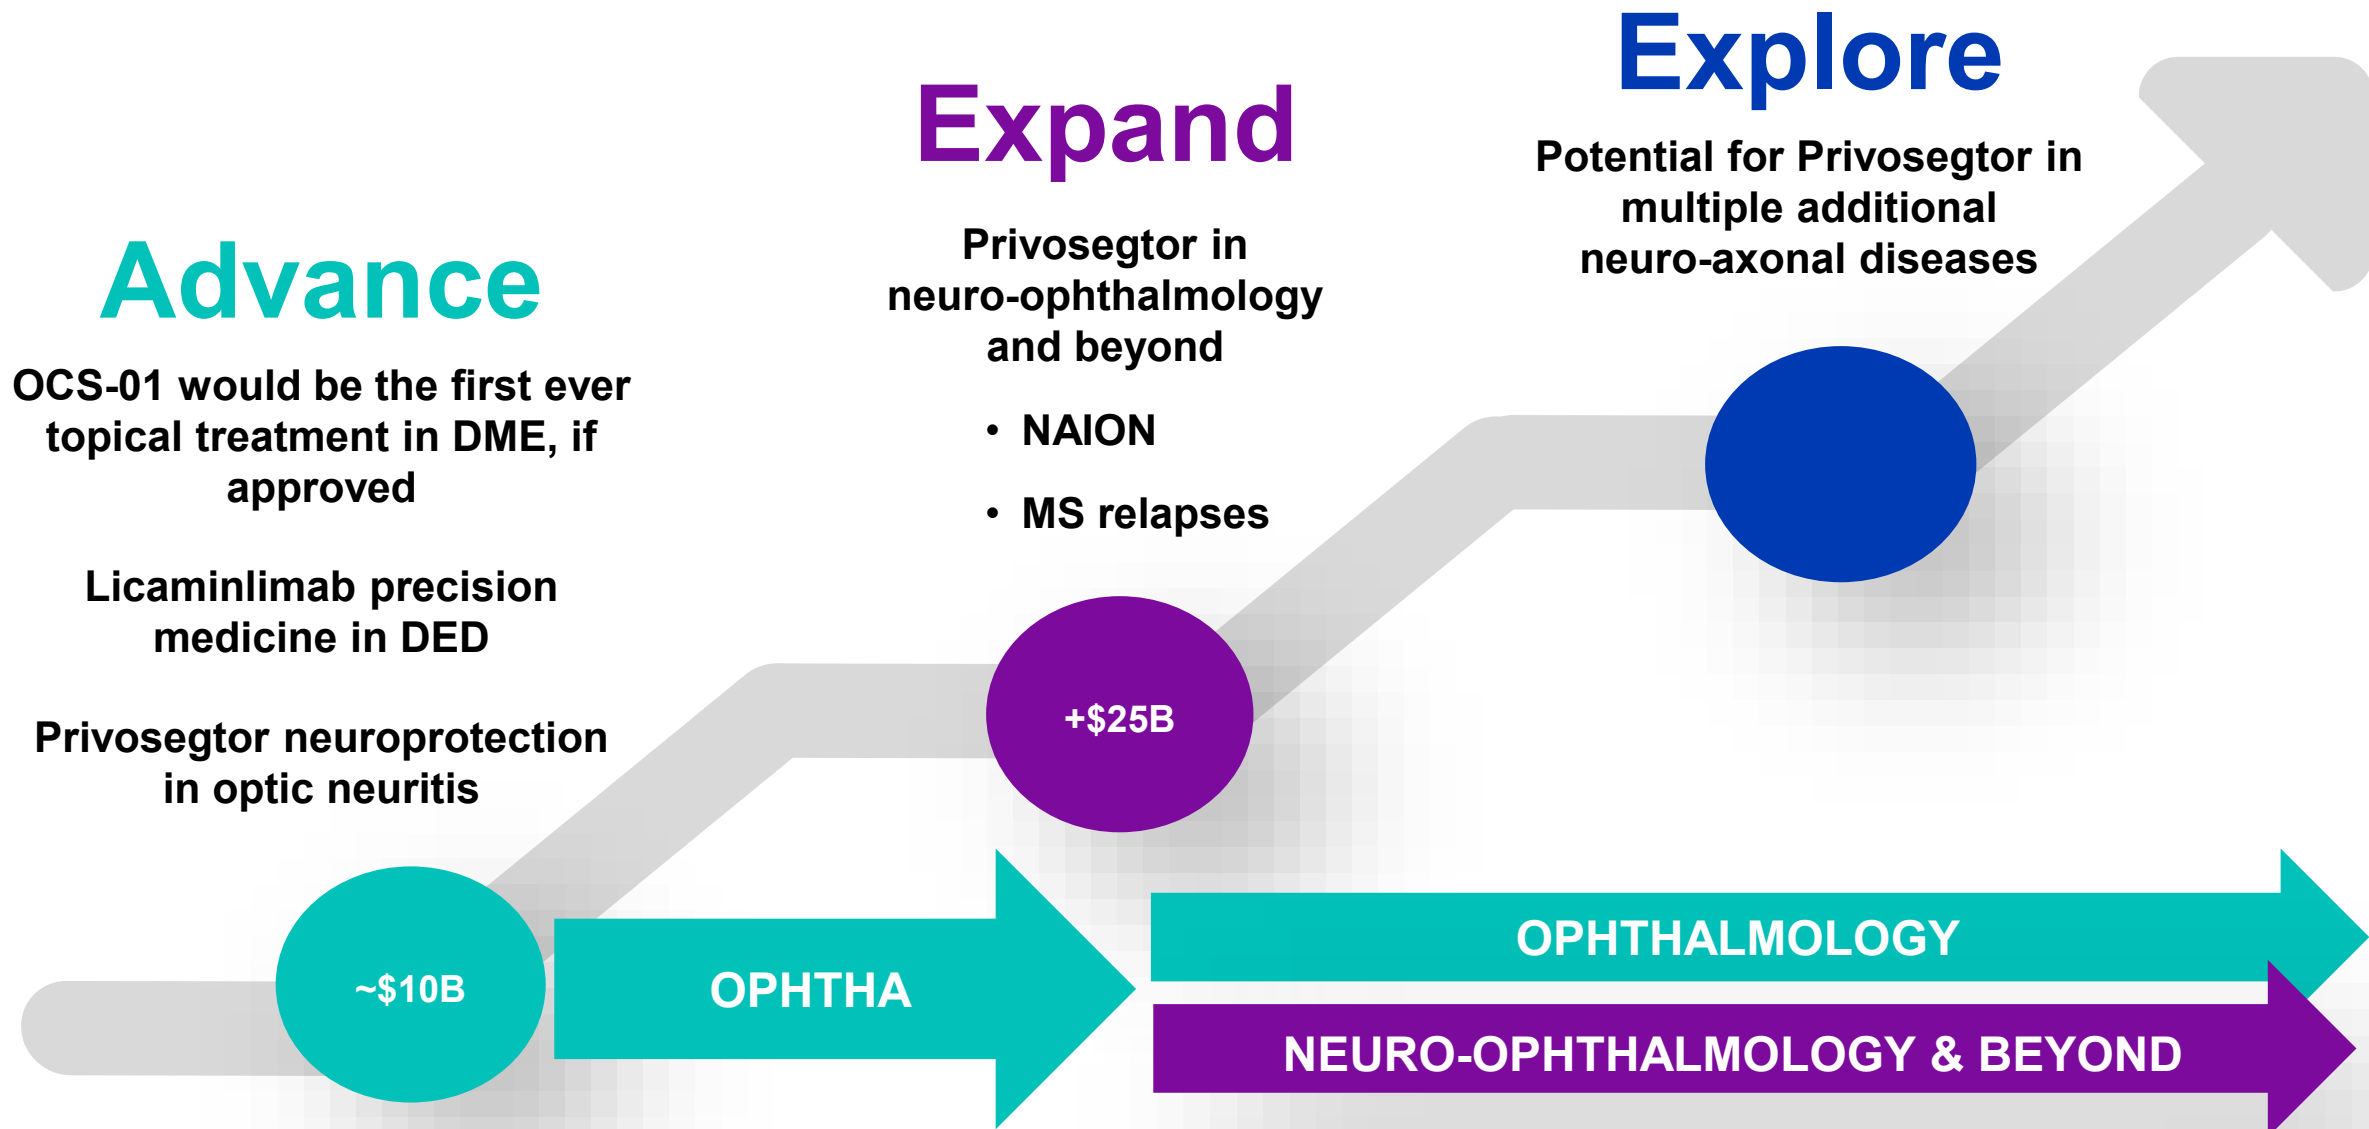 Advance
OCS-01 would be the first ever
topical treatment in DME, if
approved
Licaminlimab precision
medicine in DED
Privosegtor neuroprotection
in optic neuritis
~$10B
Expand
Privosegtor in
neuro-ophthalmology
and beyond
• NAION
• MS relapses
+$25B
Explore
Potential for Privosegtor in
multiple additional
neuro-axonal diseases
OPHTHA
OPHTHALMOLOGY
NEURO-OPHTHALMOLOGY & BEYOND